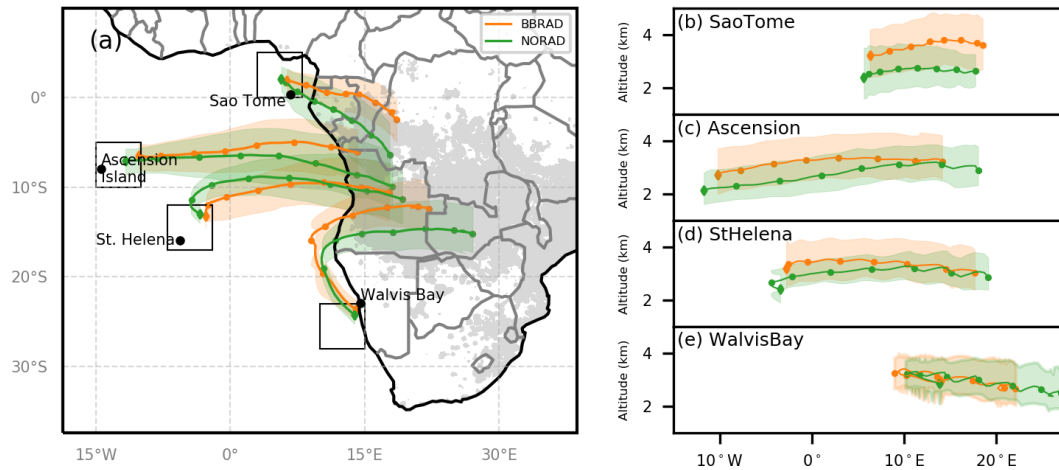 (a)
BBRAD
NORAD
Sao Tome
Ascension
Island
St. Helena
Walvis Bay
0°
10°S
20°S
30°S
15°W
0°
15°E
30°E
(b) SaoTome
4
2
Altitude (km)
(c) Ascension
4
2
Altitude (km)
(d) StHelena
4
2
Altitude (km)
(e) WalvisBay
4
2
Altitude (km)
10°W
0°
10°E
20°E